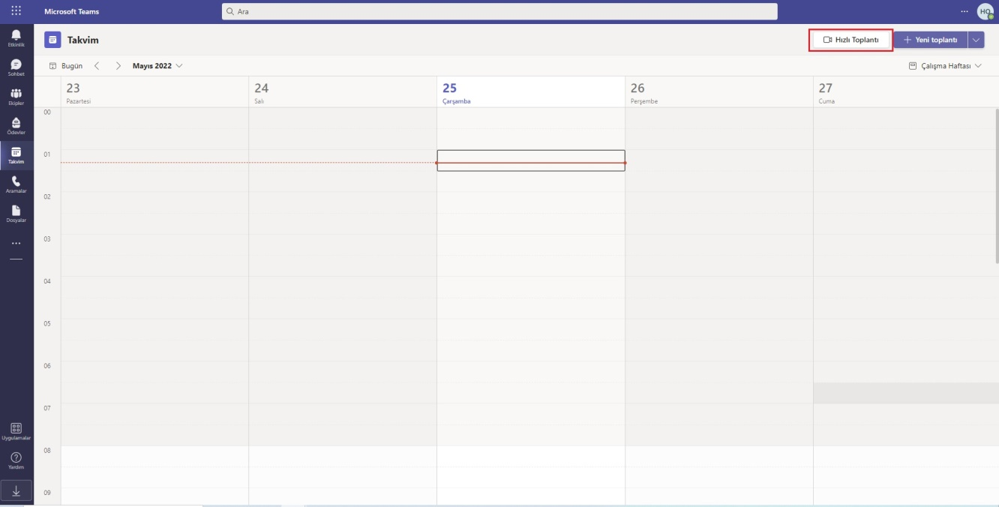 Microsoft Teams
Ara
HO
Etkinlik
Sohbet
Ekipler
Ödevler
Takvim
Aramalar
Dosyalar
Uygulamalar
Yardım
Takvim
Hızlı Toplantı
Yeni toplantı
Bugün
Mayıs 2022
Çalışma Haftası
23
Pazartesi
24
Salı
25
Çarşamba
26
Perşembe
27
Cuma
00
01
02
03
04
05
06
07
08
09